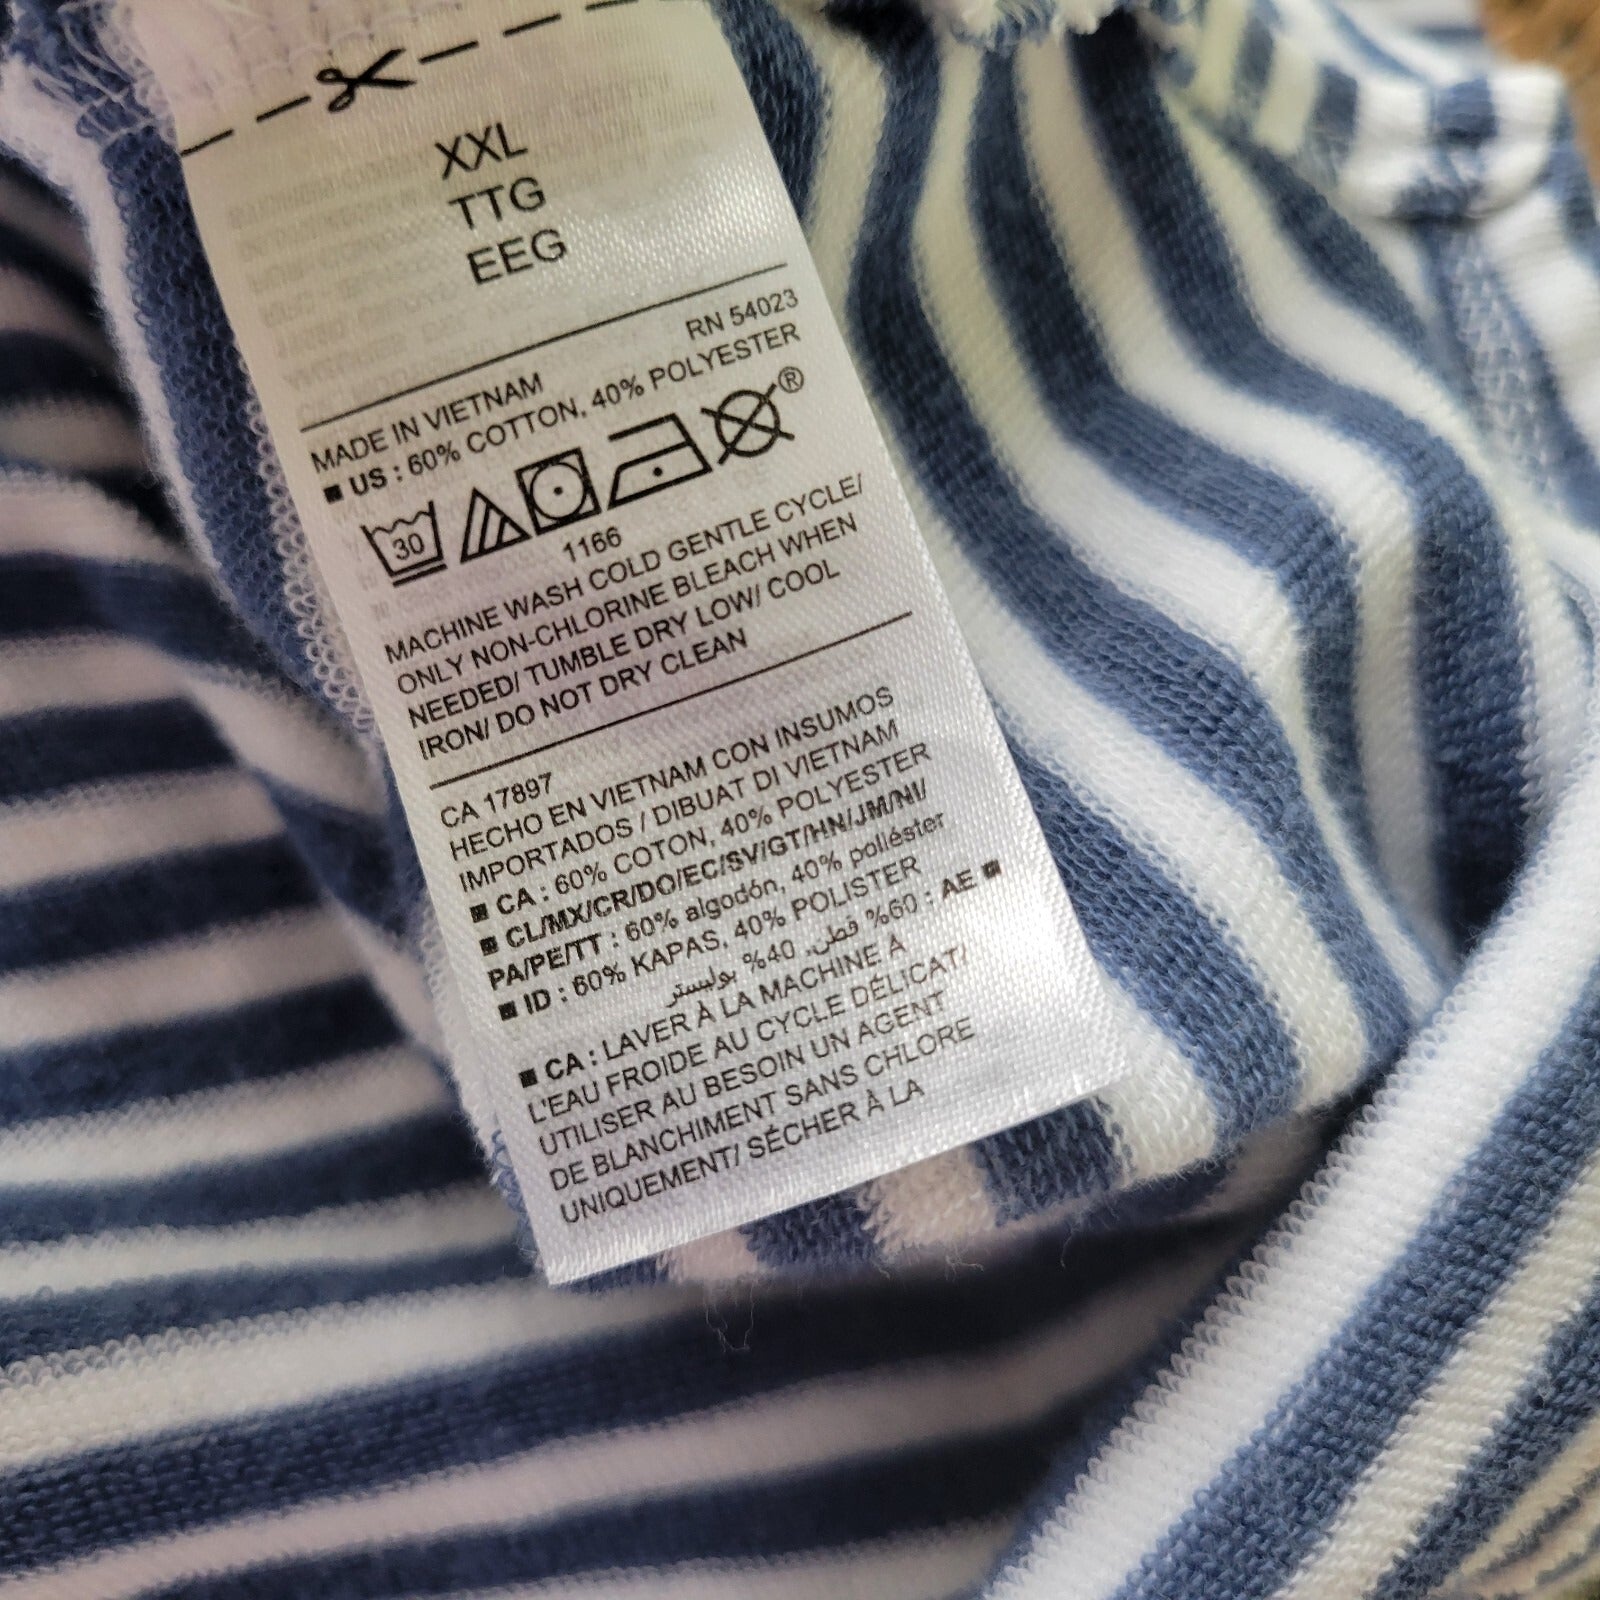 XXL
TTG
EEG
RN 54023
MADE IN VIETNAM
■ US : 60% COTTON, 40% POLYESTER
30
®
1166
MACHINE WASH COLD GENTLE CYCLE/
ONLY NON-CHLORINE BLEACH WHEN
NEEDED/ TUMBLE DRY LOW/ COOL
IRON/ DO NOT DRY CLEAN
CA 17897
HECHO EN VIETNAM CON INSUMOS
IMPORTADOS / DIBUAT DI VIETNAM
■ CA : 60% COTON, 40% POLYESTER
■ CL/MX/CR/DO/EC/SV/GT/HN/JM/NI/
PA/PE/TT : 60% algodón, 40% poliéster
■ ID : 60% KAPAS, 40% POLISTER
■ AE : 60% قطن، 40% بوليستر
■ CA : LAVER À LA MACHINE À
L'EAU FROIDE AU CYCLE DÉLICAT/
UTILISER AU BESOIN UN AGENT
DE BLANCHIMENT SANS CHLORE
UNIQUEMENT/ SÉCHER À LA